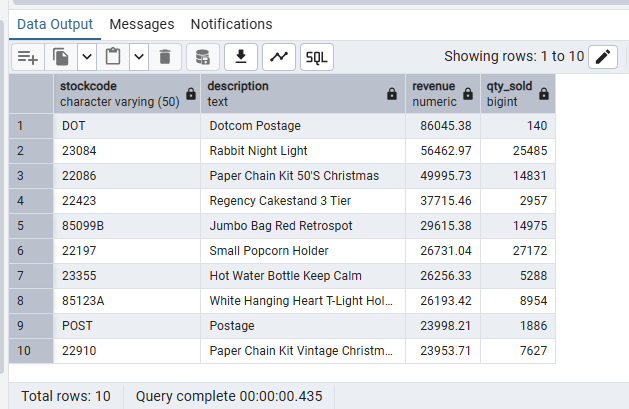 Data Output Messages Notifications
SQL Showing rows: 1 to 10
stockcode description revenue qty_sold
character varying (50) text numeric bigint
1 DOT Dotcom Postage 86045.38 140
2 23084 Rabbit Night Light 56462.97 25485
3 22086 Paper Chain Kit 50'S Christmas 49995.73 14831
4 22423 Regency Cakestand 3 Tier 37715.46 2957
5 85099B Jumbo Bag Red Retrospot 29615.38 14975
6 22197 Small Popcorn Holder 26731.04 27172
7 23355 Hot Water Bottle Keep Calm 26256.33 5288
8 85123A White Hanging Heart T-Light Hol... 26193.42 8954
9 POST Postage 23998.21 1886
10 22910 Paper Chain Kit Vintage Christm... 23953.71 7627
Total rows: 10 Query complete 00:00:00.435